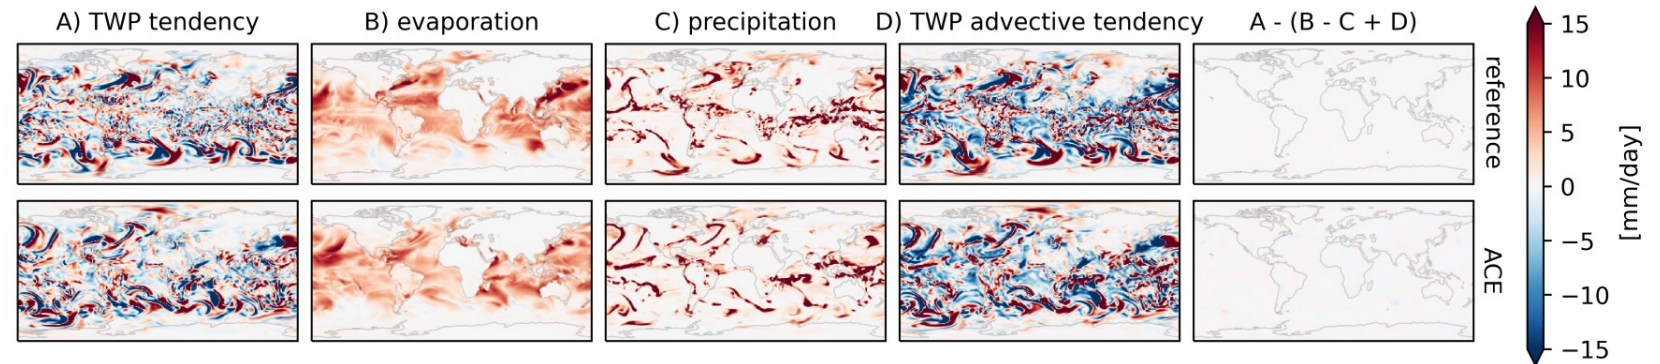 A) TWP tendency
B) evaporation
C) precipitation
D) TWP advective tendency
A - (B - C + D)
reference
ACE
15
10
5
0
−5
−10
−15
[mm/day]